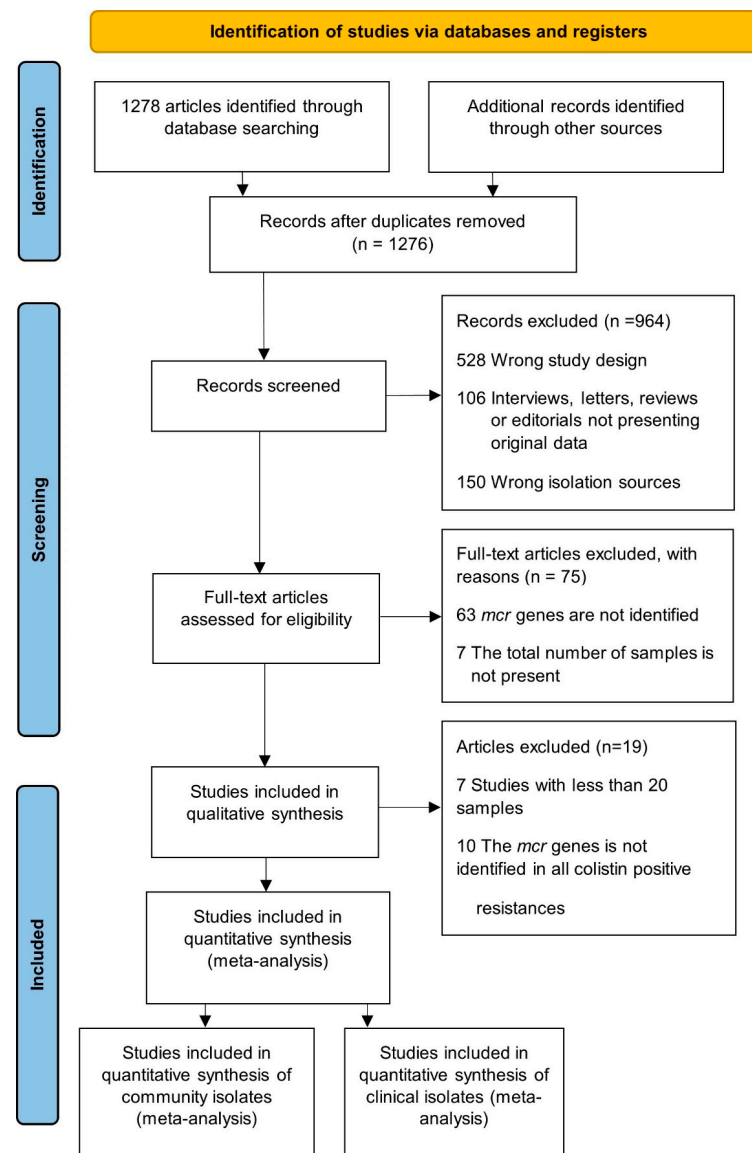 Identification of studies via databases and registers
Identification
1278 articles identified through
database searching
Additional records identified
through other sources
Records after duplicates removed
(n = 1276)
Screening
Records screened
Records excluded (n =964)
528 Wrong study design
106 Interviews, letters, reviews
or editorials not presenting
original data
150 Wrong isolation sources
Full-text articles
assessed for eligibility
Full-text articles excluded, with
reasons (n = 75)
63 mcr genes are not identified
7 The total number of samples is
not present
Included
Studies included in
qualitative synthesis
Articles excluded (n=19)
7 Studies with less than 20
samples
10 The mcr genes is not
identified in all colistin positive
resistances
Studies included in
quantitative synthesis
(meta-analysis)
Studies included in
quantitative synthesis of
community isolates
(meta-analysis)
Studies included in
quantitative synthesis of
clinical isolates (meta-
analysis)